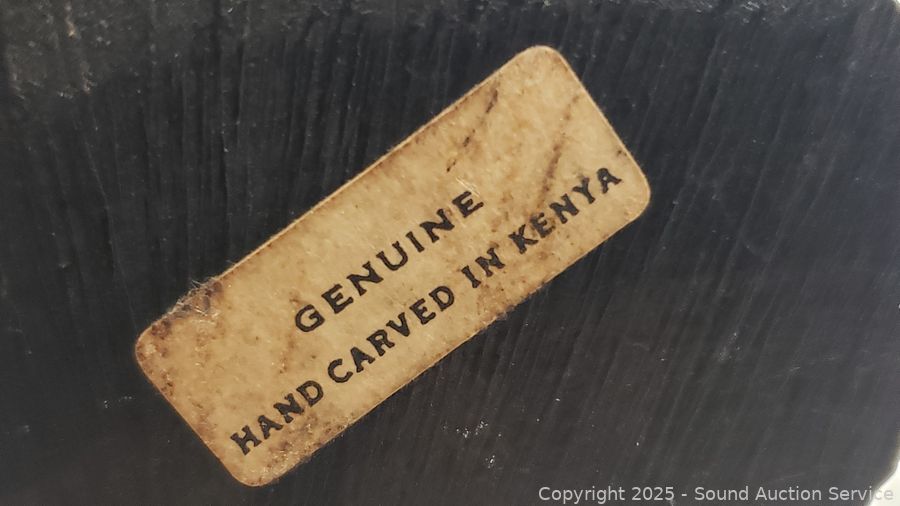 GENUINE
HAND CARVED IN KENYA
Copyright 2025 - Sound Auction Service